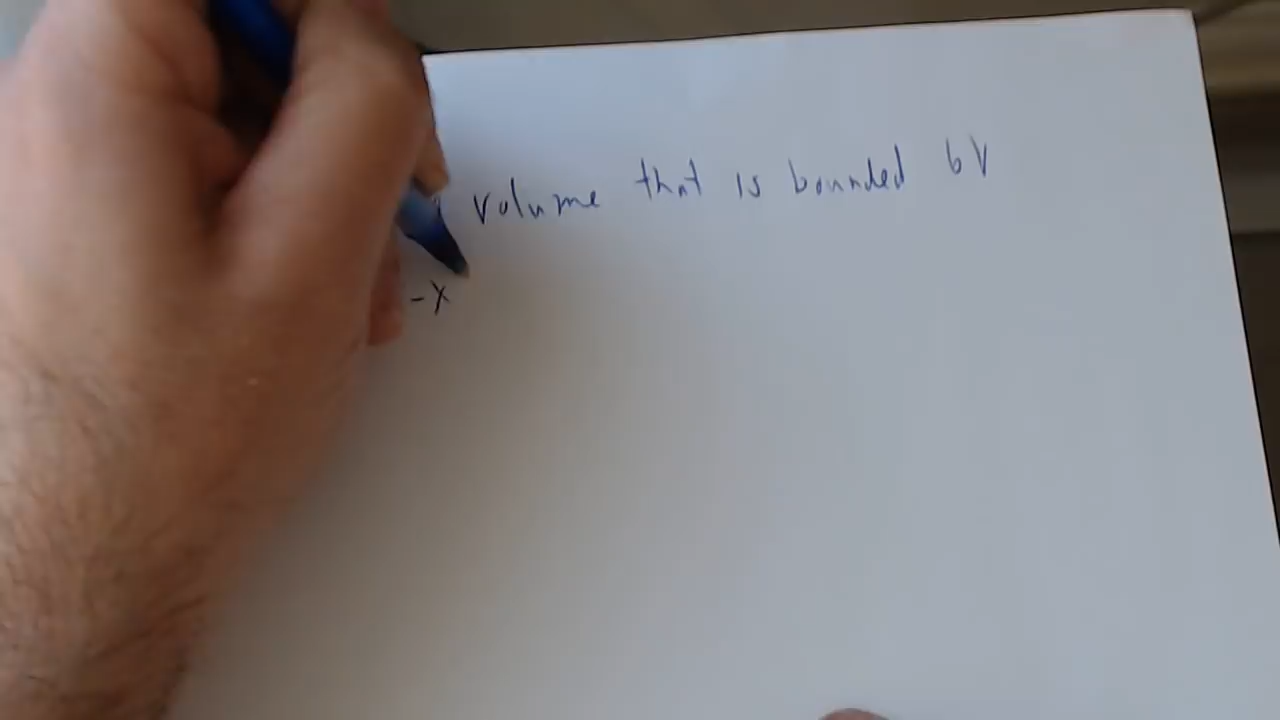 volume that is bounded by
-x